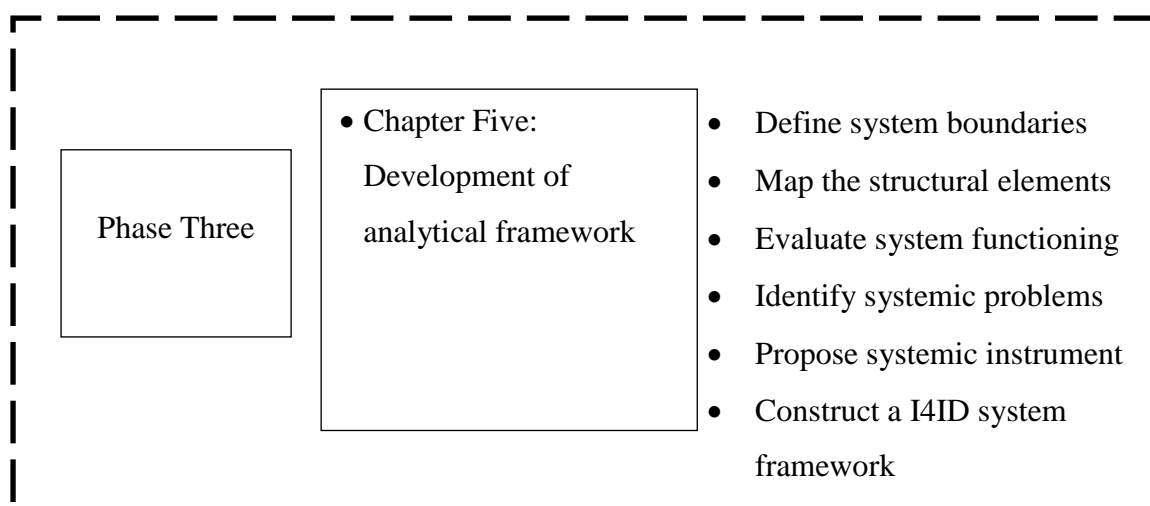 Phase Three
• Chapter Five:
Development of
analytical framework
• Define system boundaries
• Map the structural elements
• Evaluate system functioning
• Identify systemic problems
• Propose systemic instrument
• Construct a I4ID system
framework